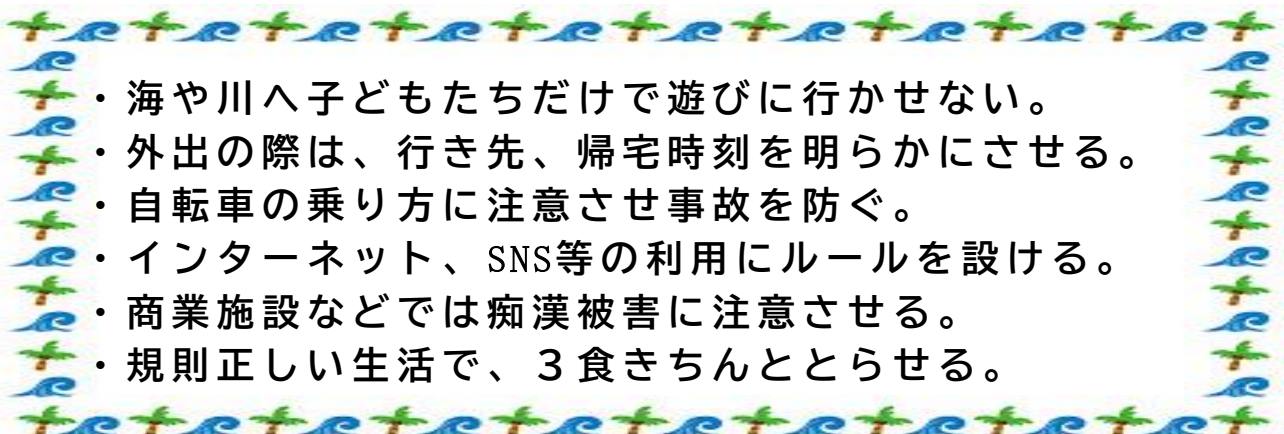 ・海や川へ子どもたちだけで遊びに行かせない。
・外出の際は、行き先、帰宅時刻を明らかにさせる。
・自転車の乗り方に注意させ事故を防ぐ。
・インターネット、SNS等の利用にルールを設ける。
・商業施設などでは痴漢被害に注意させる。
・規則正しい生活で、３食きちんととらせる。